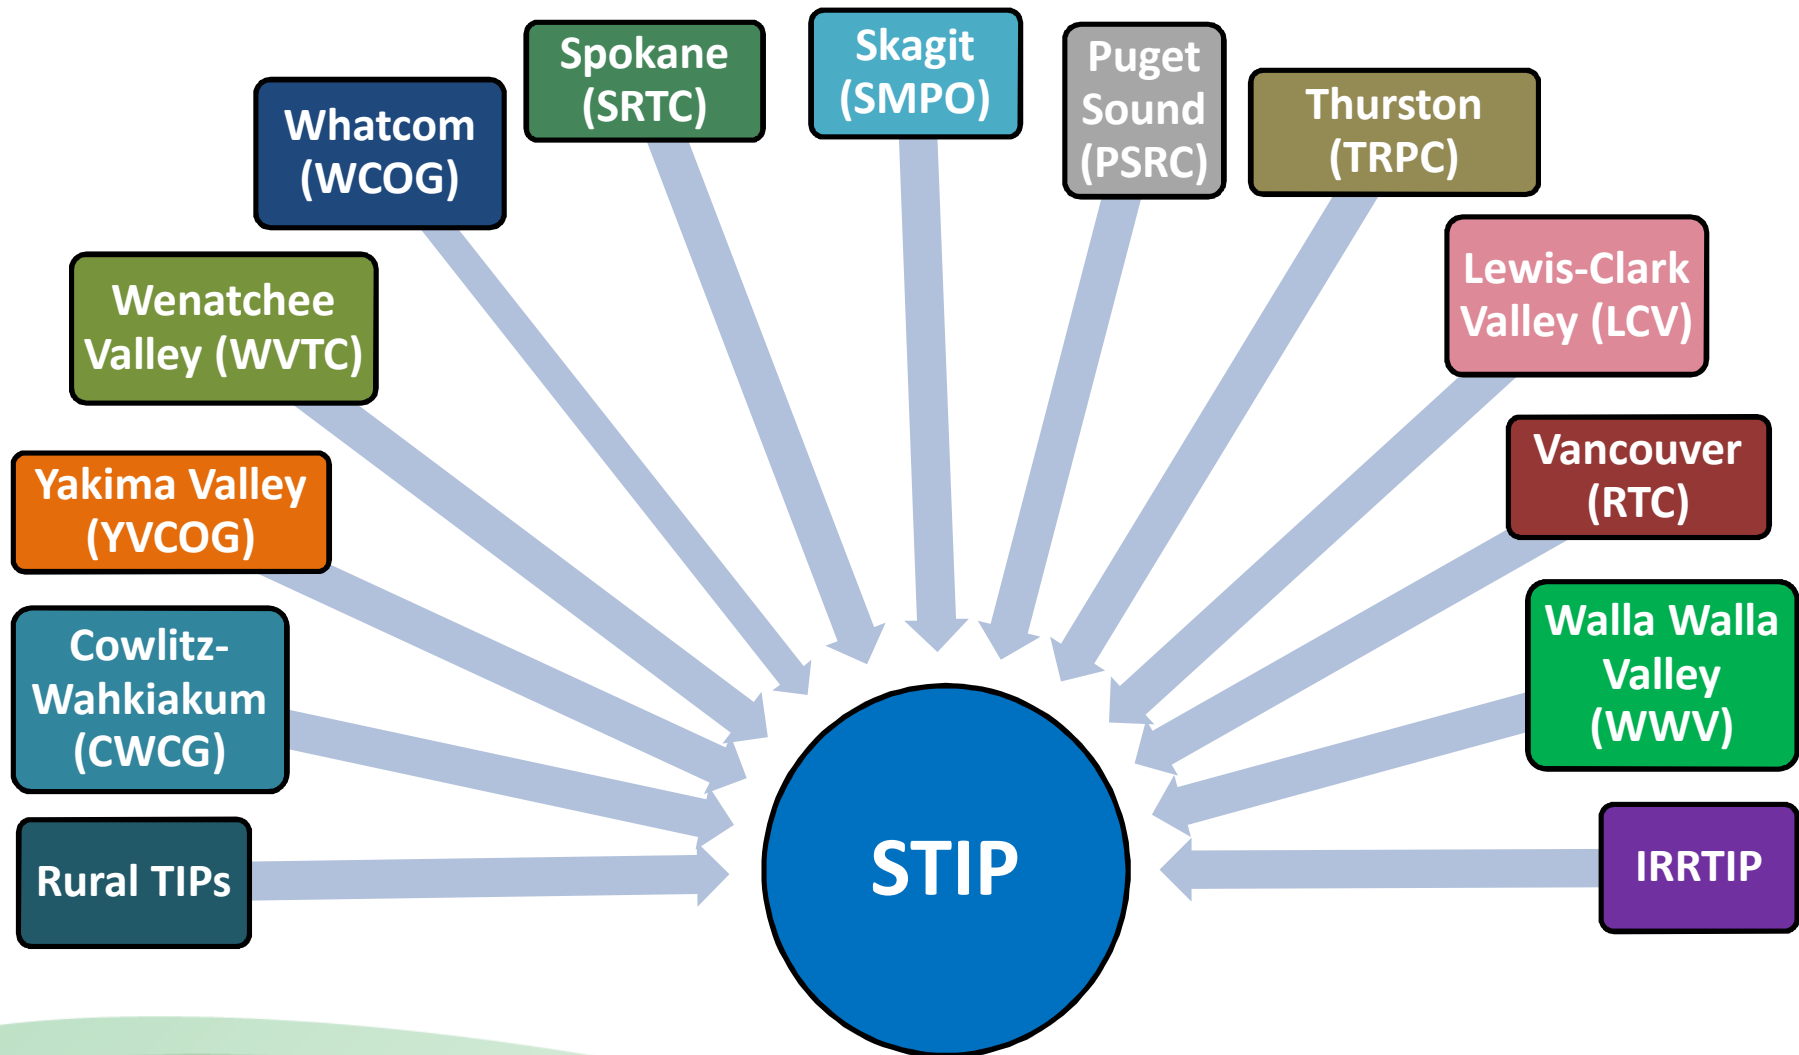 Spokane
(SRTC)
Skagit
(SMPO)
Puget
Sound
(PSRC)
Whatcom
(WCOG)
Thurston
(TRPC)
Wenatchee
Valley (WVTC)
Lewis-Clark
Valley (LCV)
Yakima Valley
(YVCOG)
Vancouver
(RTC)
Cowlitz-
Wahkiakum
(CWCG)
Walla Walla
Valley
(WWV)
Rural TIPs
STIP
IRRTIP